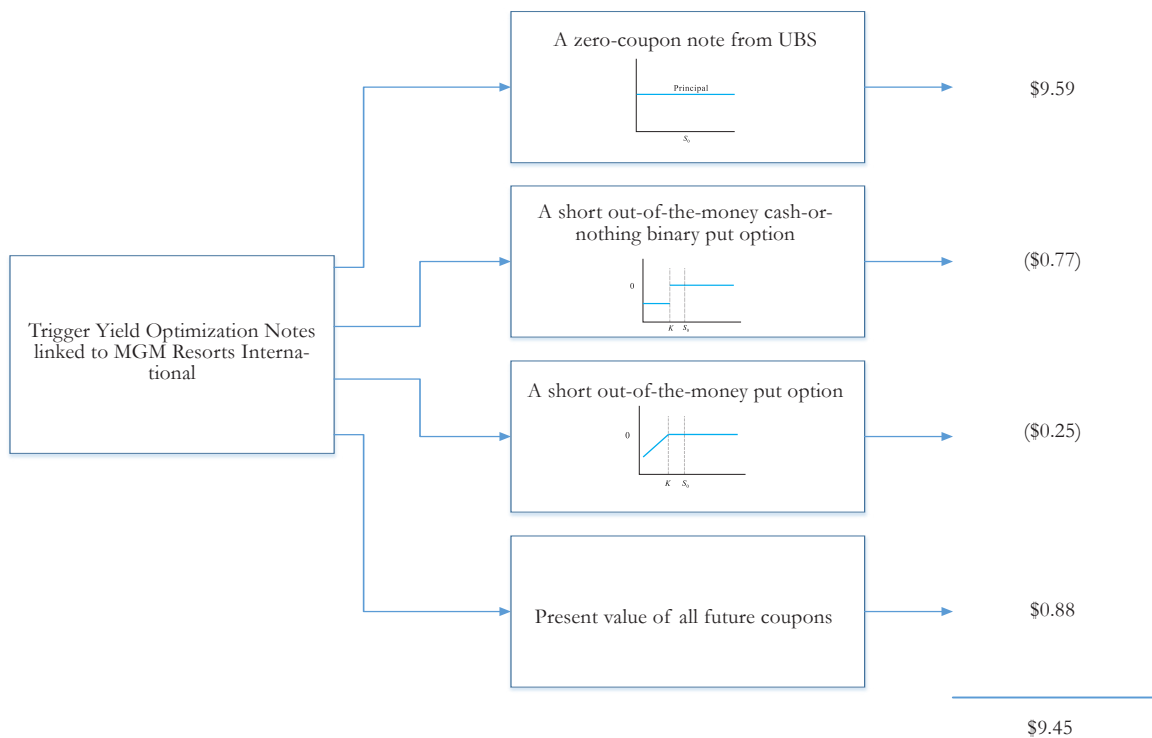 A zero-coupon note from UBS
Principal
S₀
$9.59
A short out-of-the-money cash-or-
nothing binary put option
0
K S₀
($0.77)
Trigger Yield Optimization Notes
linked to MGM Resorts Interna-
tional
A short out-of-the-money put option
0
K S₀
($0.25)
Present value of all future coupons
$0.88
$9.45